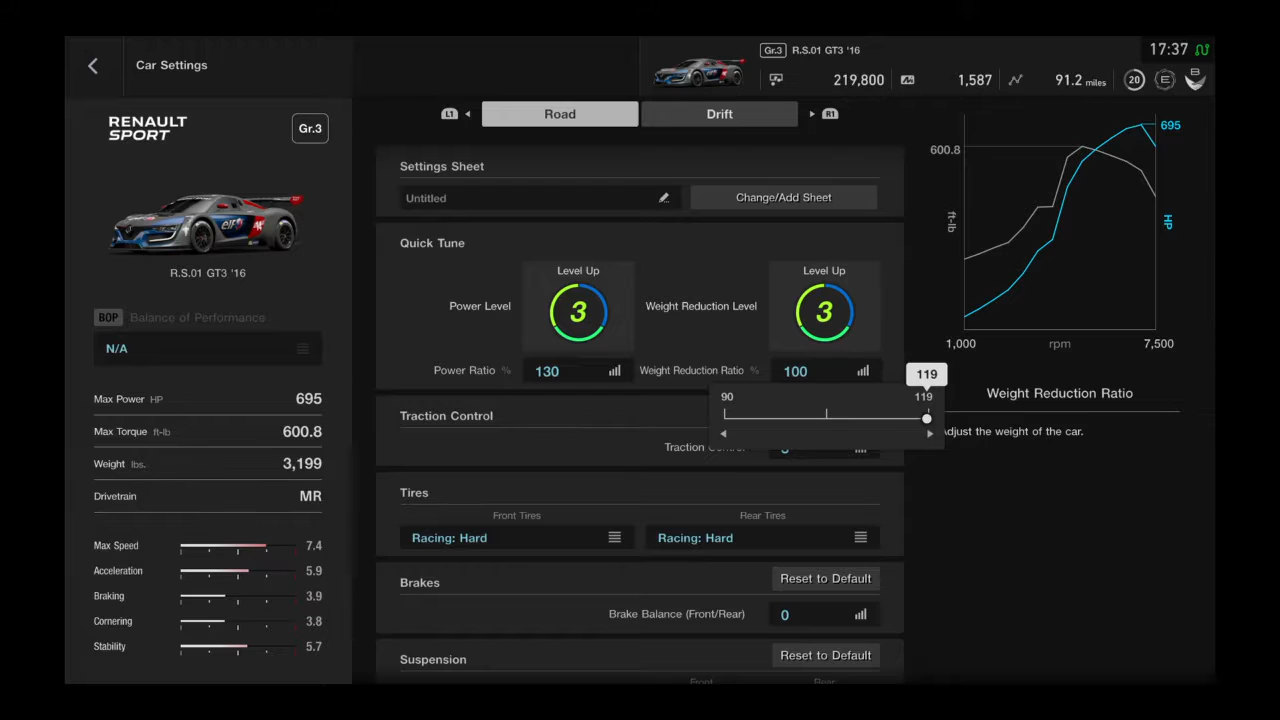 Car Settings
Gr.3 R.S.01 GT3 '16
17:37
219,800
1,587
91.2 miles
20
E
B
RENAULT
SPORT
Gr.3
R.S.01 GT3 '16
BOP Balance of Performance
N/A
Max Power HP 695
Max Torque ft-lb 600.8
Weight lbs. 3,199
Drivetrain MR
Max Speed 7.4
Acceleration 5.9
Braking 3.9
Cornering 3.8
Stability 5.7
L1 Road Drift R1
Settings Sheet
Untitled Change/Add Sheet
Quick Tune
Level Up Level Up
Power Level 3 Weight Reduction Level 3
Power Ratio % 130 Weight Reduction Ratio % 100
119
90 119
Traction Control
Tires
Front Tires Rear Tires
Racing: Hard Racing: Hard
Brakes Reset to Default
Brake Balance (Front/Rear) 0
Suspension Reset to Default
Front Rear
695
600.8
ft-lb
HP
1,000 rpm 7,500
Weight Reduction Ratio
Adjust the weight of the car.